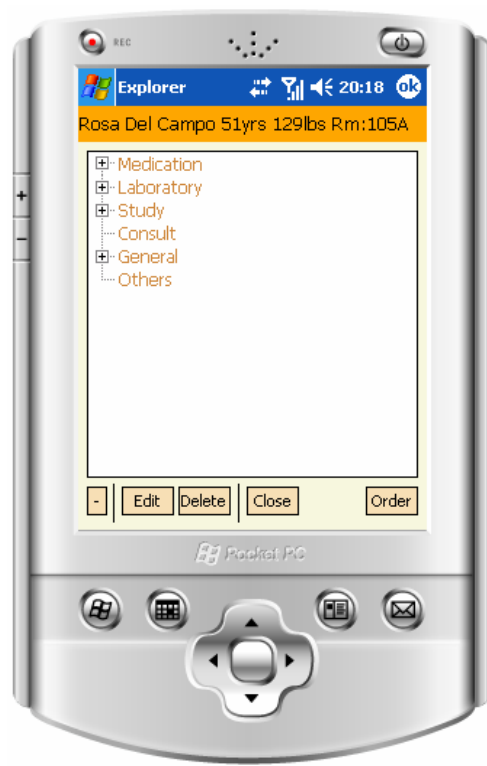 REC
Explorer 20:18 ok
Rosa Del Campo 51yrs 129lbs Rm:105A
Medication
Laboratory
Study
Consult
General
Others
- Edit Delete Close Order
Pocket PC